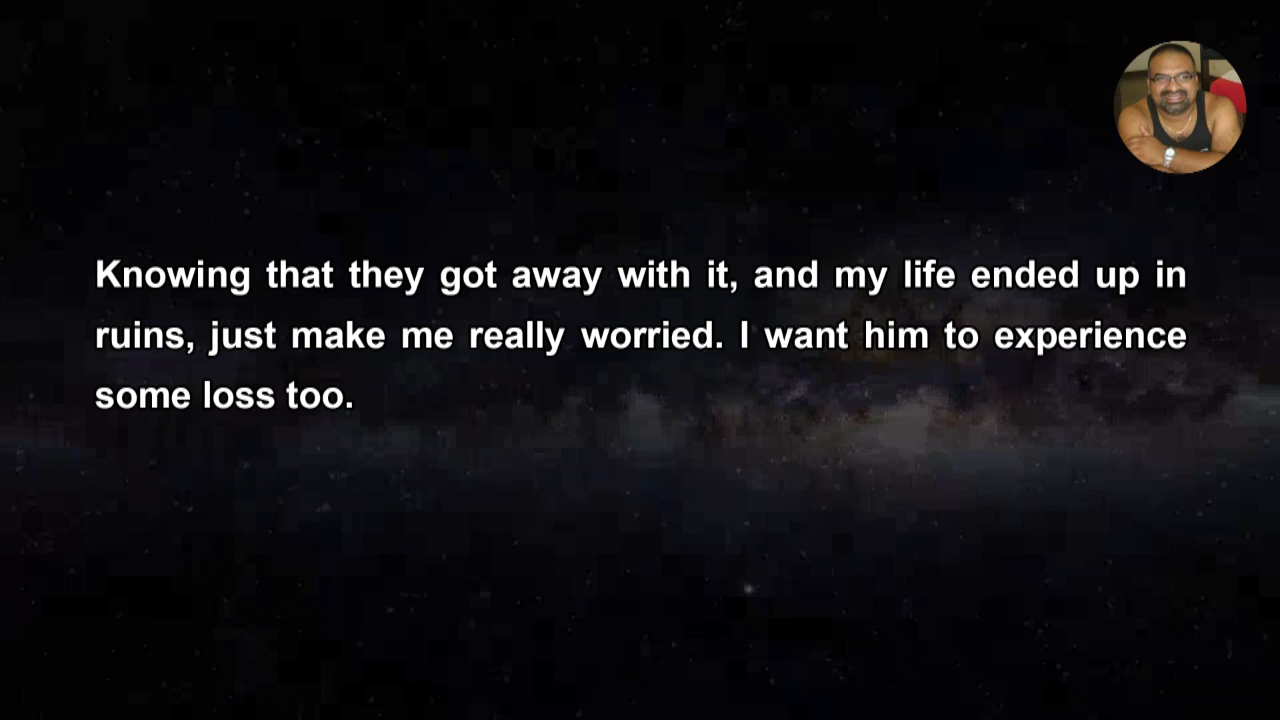 Knowing that they got away with it, and my life ended up in
ruins, just make me really worried. I want him to experience
some loss too.